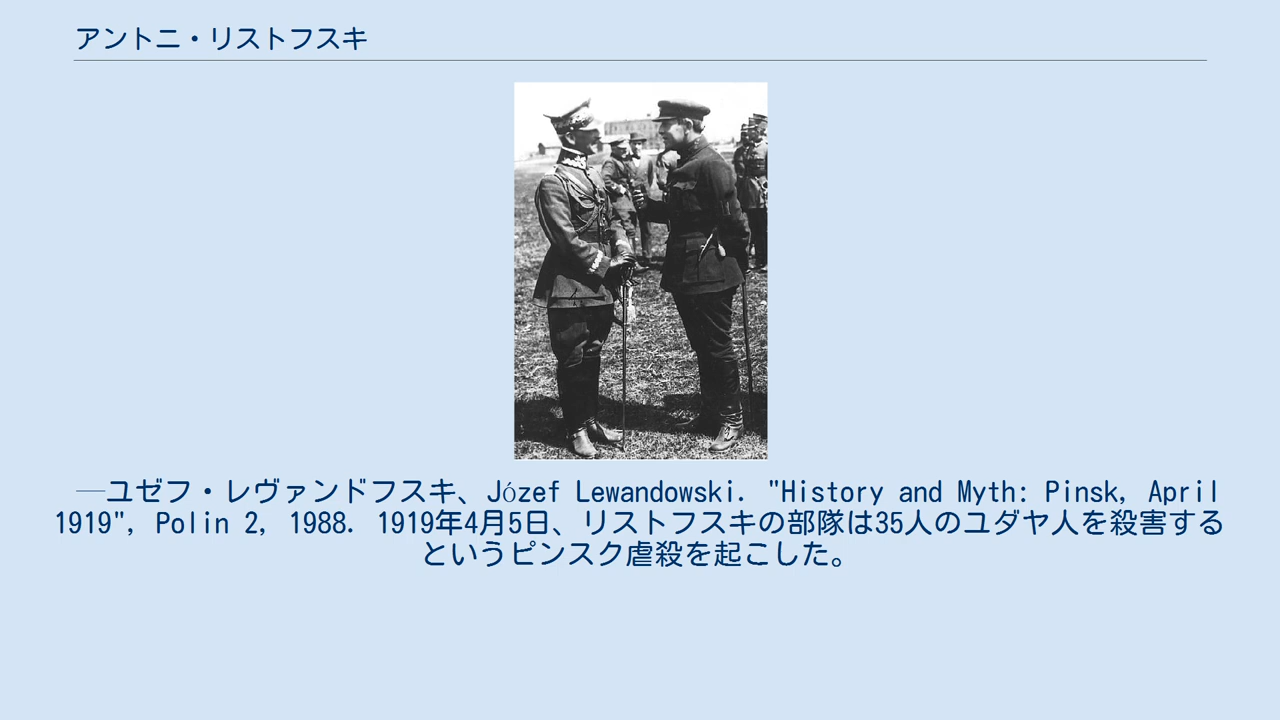 アントニ・リストフスキ
―ユゼフ・レヴァンドフスキ、Józef Lewandowski. "History and Myth: Pinsk, April
1919", Polin 2, 1988. 1919年4月5日、リストフスキの部隊は35人のユダヤ人を殺害する
というピンスク虐殺を起こした。